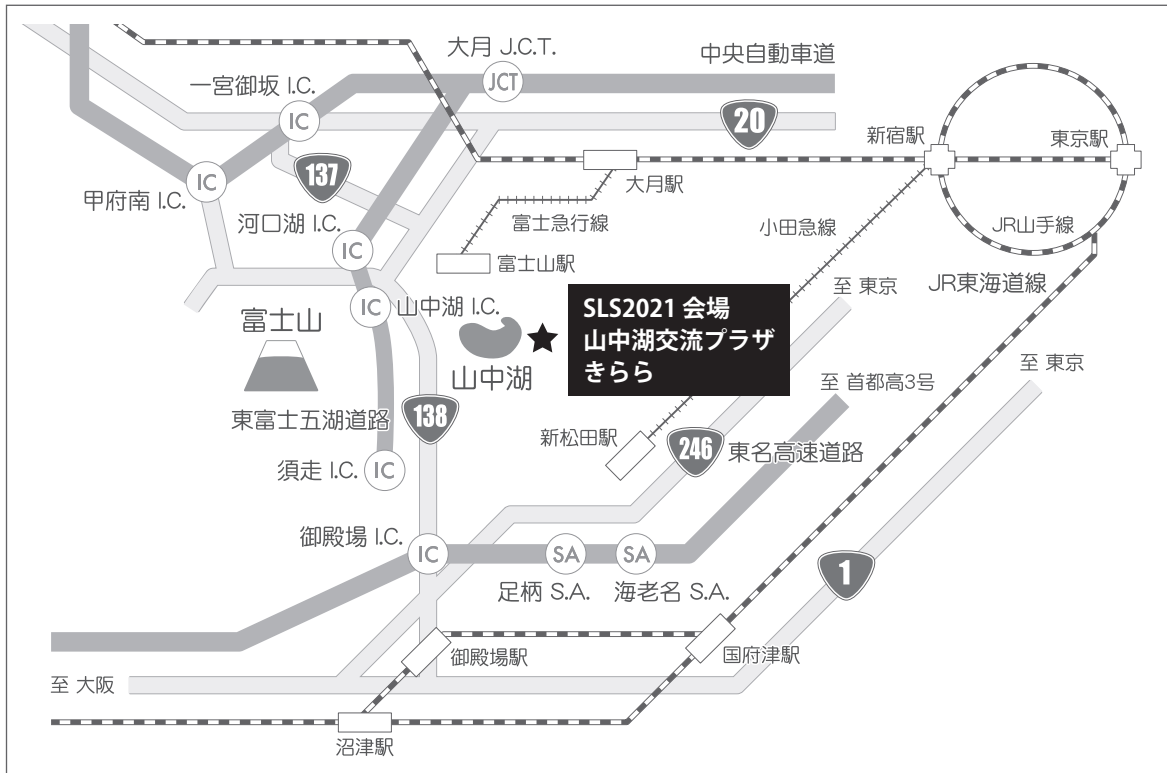 大月 J.C.T.
中央自動車道
一宮御坂 I.C.
JCT
IC
20
新宿駅
東京駅
137
大月駅
甲府南 I.C.
IC
河口湖 I.C.
IC
富士急行線
小田急線
JR山手線
富士山駅
JR東海道線
IC
山中湖 I.C.
富士山
山中湖
SLS2021 会場
山中湖交流プラザ
きらら
至 東京
至 東京
至 首都高3号
東富士五湖道路
138
新松田駅
246
東名高速道路
須走 I.C.
IC
御殿場 I.C.
IC
SA
SA
足柄 S.A.
海老名 S.A.
1
御殿場駅
国府津駅
至 大阪
沼津駅